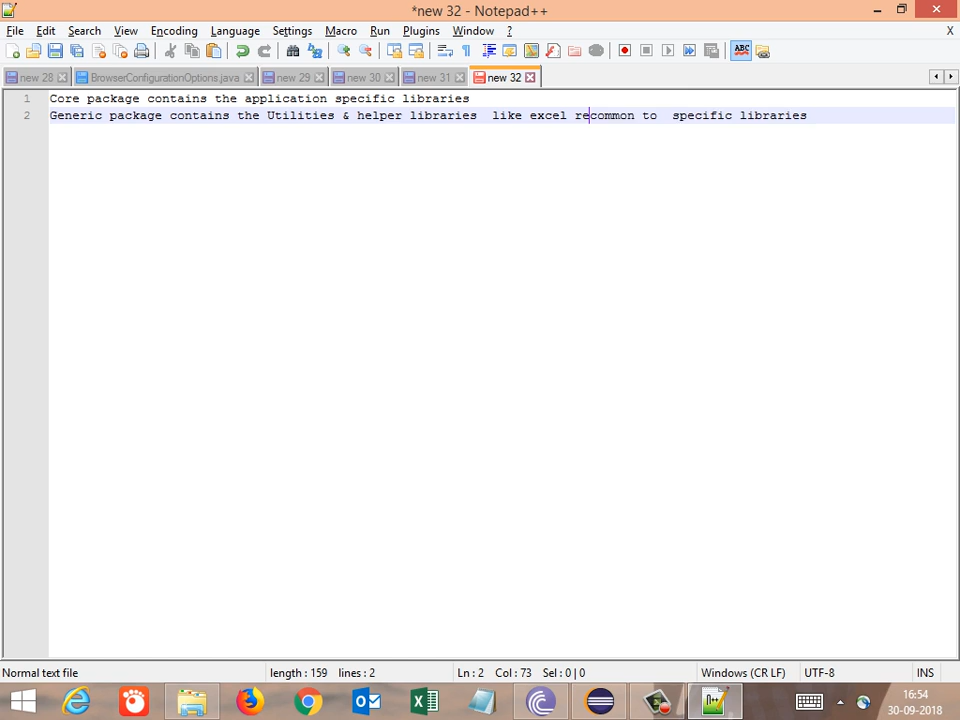 *new 32 - Notepad++
File Edit Search View Encoding Language Settings Macro Run Plugins Window ? X
new 28 BrowserConfigurationOptions.java new 29 new 30 new 31 new 32
1 Core package contains the application specific libraries
2 Generic package contains the Utilities & helper libraries  like excel recommon to  specific libraries
Normal text file length : 159 lines : 2 Ln : 2 Col : 73 Sel : 0 | 0 Windows (CR LF) UTF-8 INS
16:54
30-09-2018